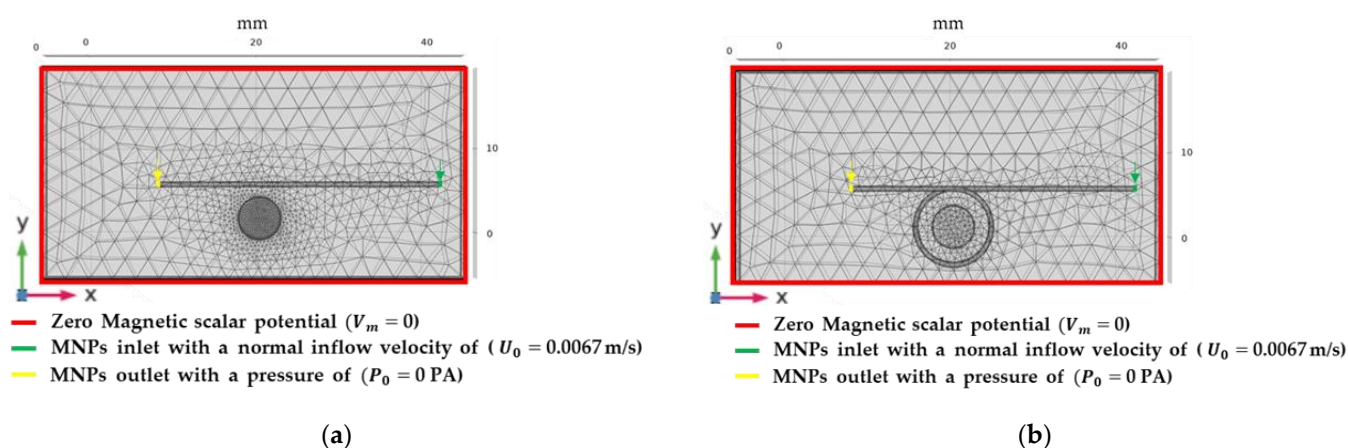 mm
0 0 20 40
10
0
y
x
Zero Magnetic scalar potential (𝑽𝒎 = 0)
MNPs inlet with a normal inflow velocity of ( 𝑼𝟎 = 0.0067 m/s)
MNPs outlet with a pressure of (𝑷𝟎 = 0 PA)
(a)
mm
0 0 20 40
10
0
y
x
Zero Magnetic scalar potential (𝑽𝒎 = 0)
MNPs inlet with a normal inflow velocity of ( 𝑼𝟎 = 0.0067 m/s)
MNPs outlet with a pressure of (𝑷𝟎 = 0 PA)
(b)